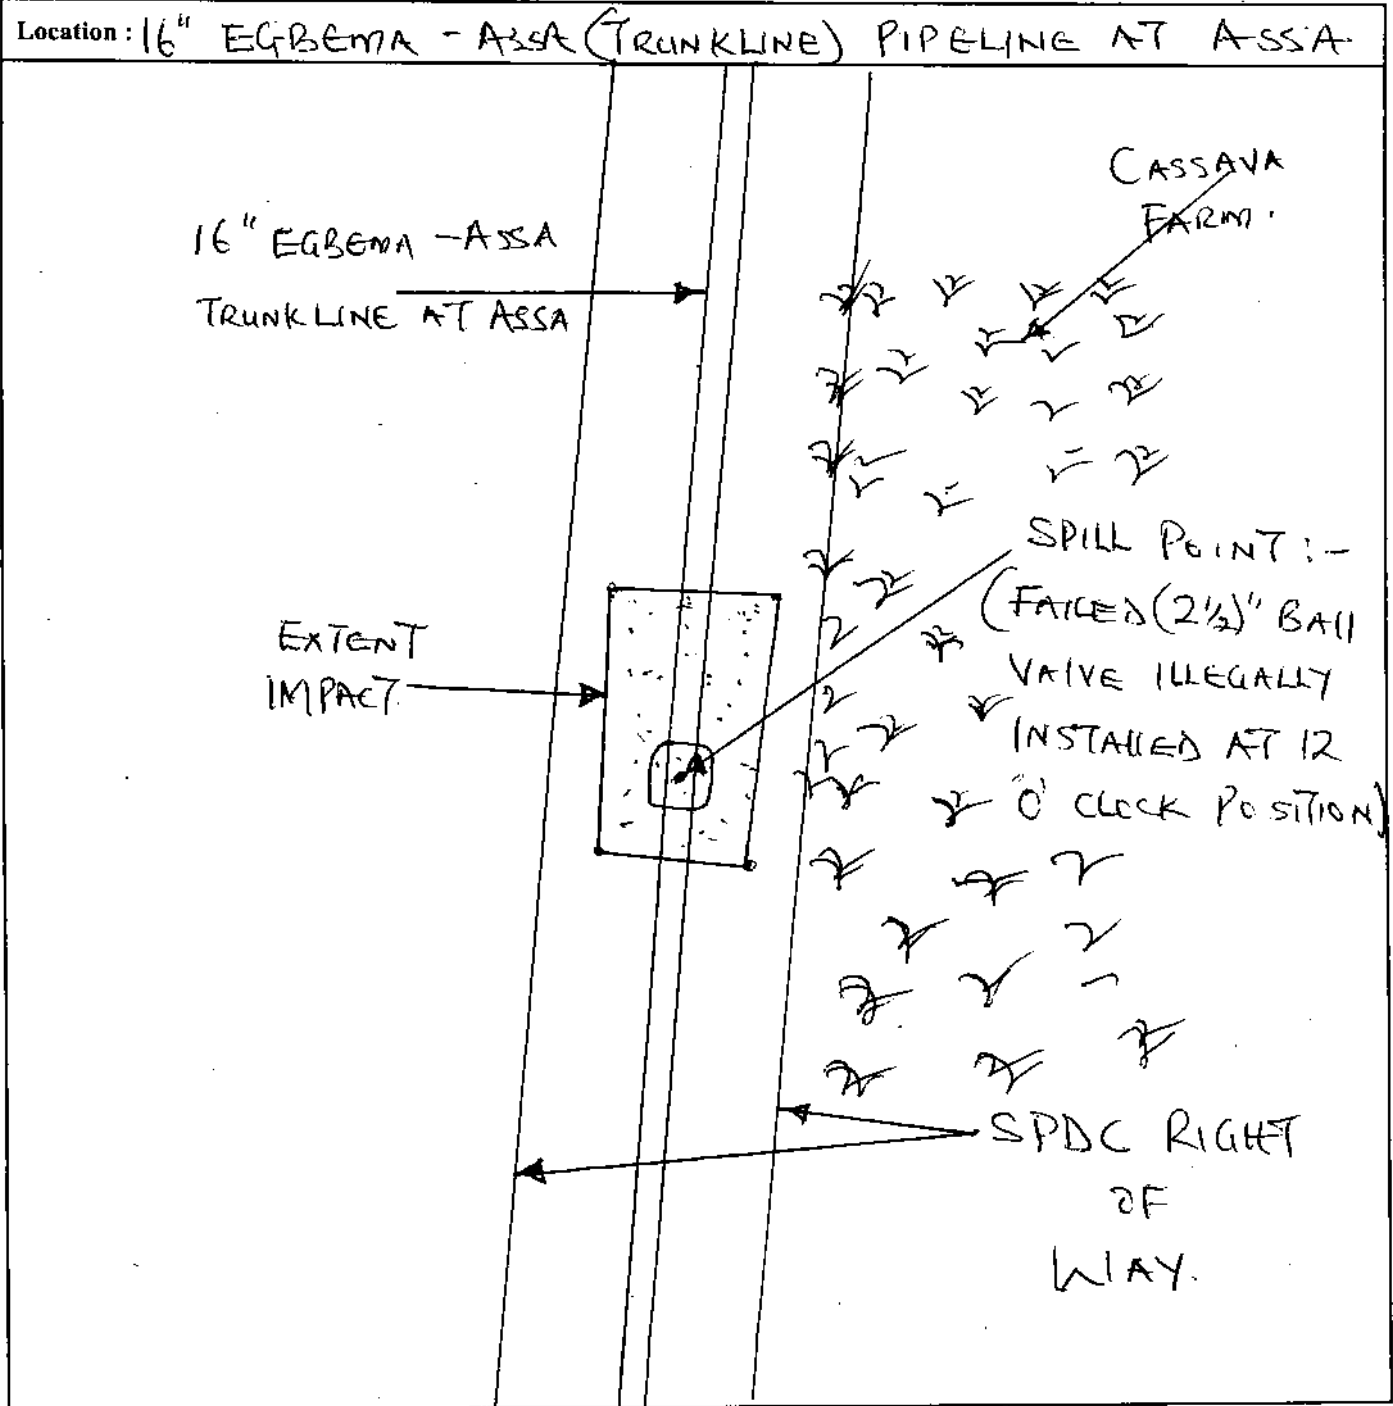 Location : 16" EGBEMA - ASSA (TRUNKLINE) PIPELINE AT ASSA
CASSAVA
FARM.
16" EGBEMA - ASSA
TRUNKLINE AT ASSA
SPILL POINT :-
(FAILED (2½)" BALL
VALVE ILLEGALLY
INSTALLED AT 12
"O' CLOCK POSITION)
EXTENT
IMPACT
SPDC RIGHT
OF
WAY.